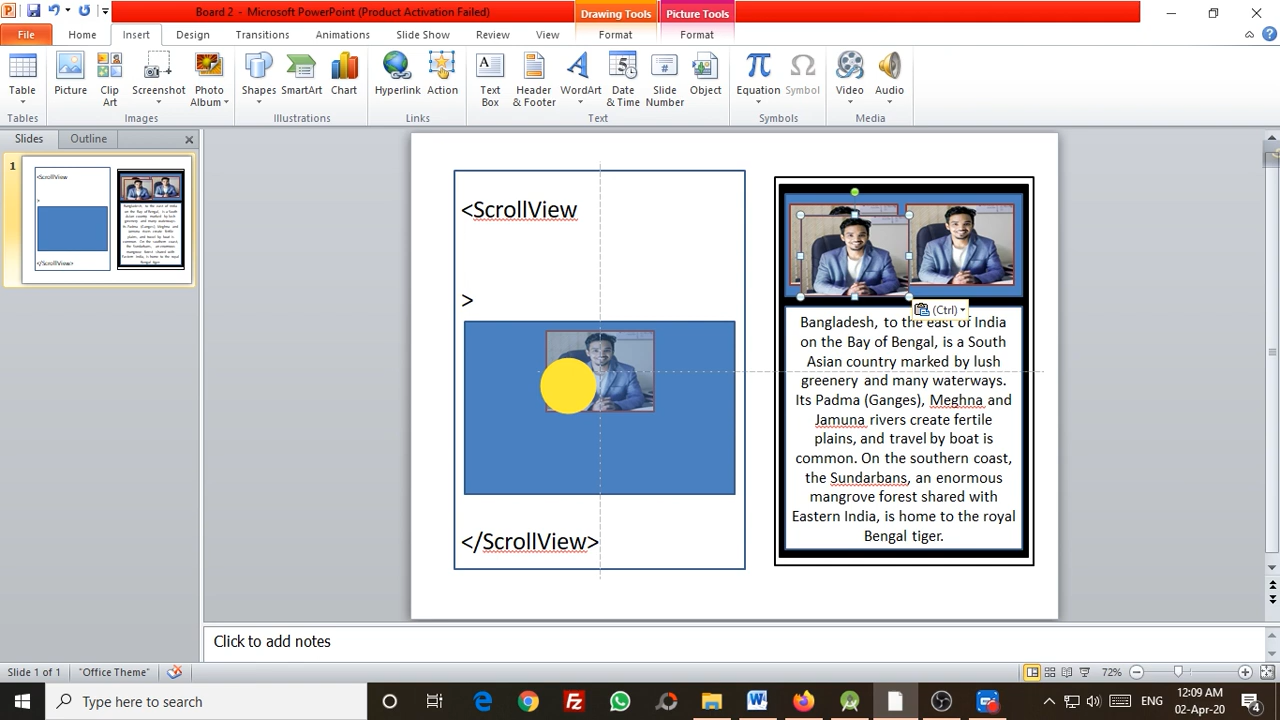 Board 2 - Microsoft PowerPoint (Product Activation Failed)
Drawing Tools
Picture Tools
File
Home
Insert
Design
Transitions
Animations
Slide Show
Review
View
Format
Format
Table
Picture
Clip Art
Screenshot
Photo Album
Shapes
SmartArt
Chart
Hyperlink
Action
Text Box
Header & Footer
WordArt
Date & Time
Slide Number
Object
Equation
Symbol
Video
Audio
Tables
Images
Illustrations
Links
Text
Symbols
Media
Slides
Outline
1
<ScrollView
>
</ScrollView>
(Ctrl)
Bangladesh, to the east of India
on the Bay of Bengal, is a South
Asian country marked by lush
greenery and many waterways.
Its Padma (Ganges), Meghna and
Jamuna rivers create fertile
plains, and travel by boat is
common. On the southern coast,
the Sundarbans, an enormous
mangrove forest shared with
Eastern India, is home to the royal
Bengal tiger.
Click to add notes
Slide 1 of 1
"Office Theme"
72%
Type here to search
ENG
12:09 AM
02-Apr-20
4